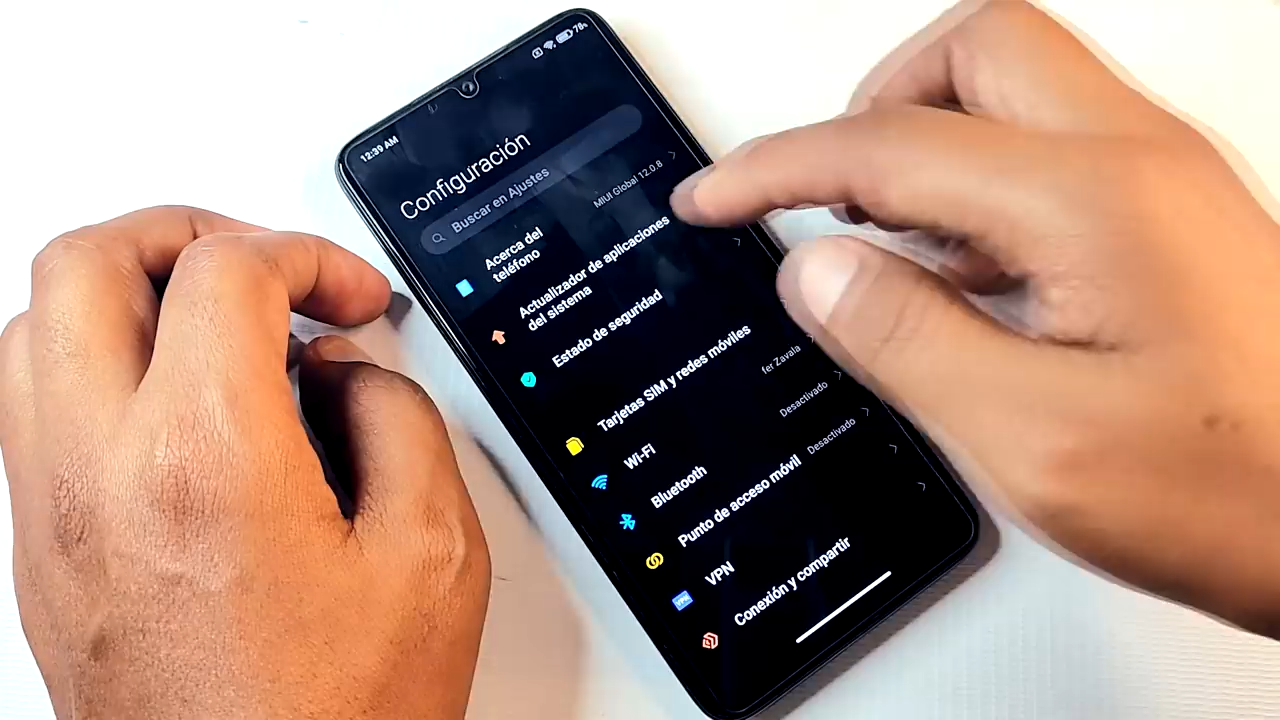 12:39 AM
78%
Configuración
Buscar en Ajustes
Acerca del
teléfono
MIUI Global 12.0.8
Actualizador de aplicaciones
del sistema
Estado de seguridad
Tarjetas SIM y redes móviles
Wi-Fi
fer Zavala
Bluetooth
Desactivado
Punto de acceso móvil
Desactivado
VPN
VPN
Conexión y compartir